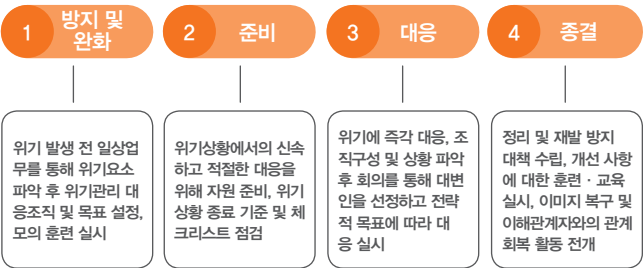 1
방지 및
완화
2
준비
3
대응
4
종결
위기 발생 전 일상업
무를 통해 위기요소
파악 후 위기관리 대
응조직 및 목표 설정,
모의 훈련 실시
위기상황에서의 신속
하고 적절한 대응을
위해 자원 준비, 위기
상황 종료 기준 및 체
크리스트 점검
위기에 즉각 대응, 조
직구성 및 상황 파악
후 회의를 통해 대변
인을 선정하고 전략
적 목표에 따라 대
응 실시
정리 및 재발 방지
대책 수립, 개선 사항
에 대한 훈련 · 교육
실시, 이미지 복구 및
이해관계자와의 관계
회복 활동 전개